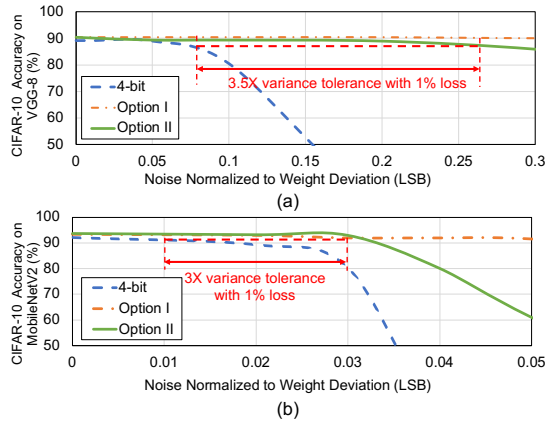 CIFAR-10 Accuracy on
VGG-8 (%)
100
90
80
70
60
50
3.5X variance tolerance with 1% loss
4-bit
Option I
Option II
0
0.05
0.1
0.15
0.2
0.25
0.3
Noise Normalized to Weight Deviation (LSB)
(a)
CIFAR-10 Accuracy on
MobileNetV2 (%)
100
90
80
70
60
50
3X variance tolerance
with 1% loss
4-bit
Option I
Option II
0
0.01
0.02
0.03
0.04
0.05
Noise Normalized to Weight Deviation (LSB)
(b)